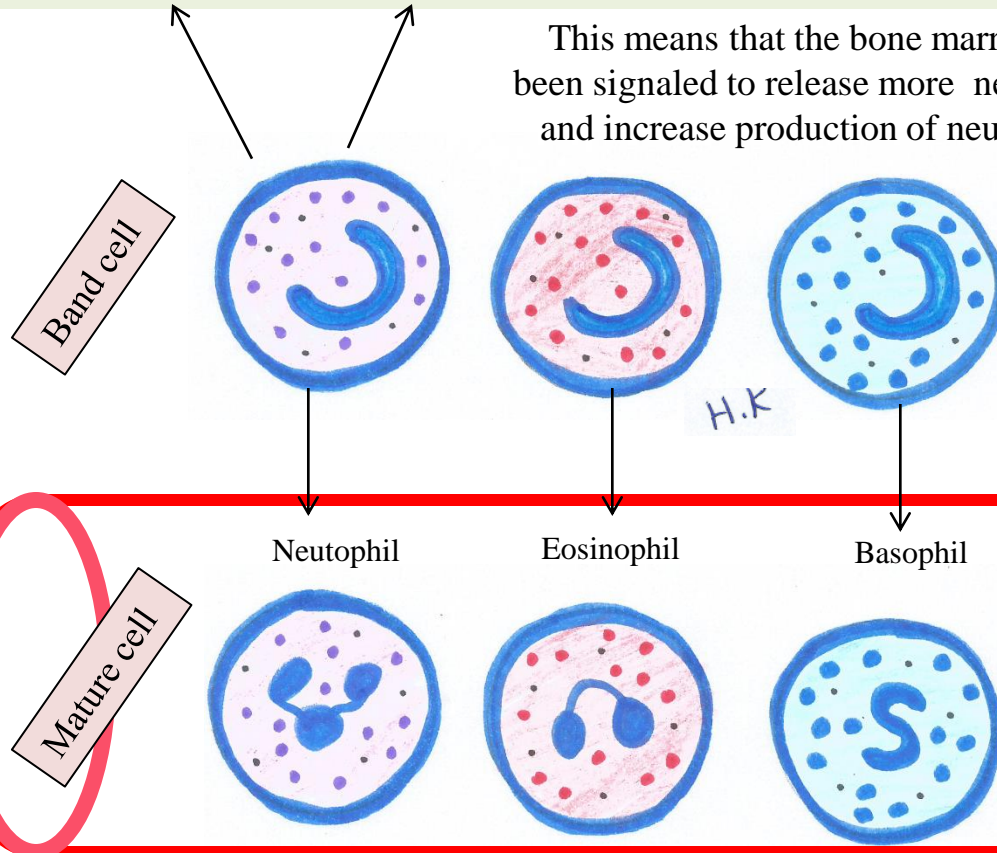 This means that the bone marr
been signaled to release more ne
and increase production of neu
Band cell
H.K
Neutophil
Eosinophil
Basophil
Mature cell